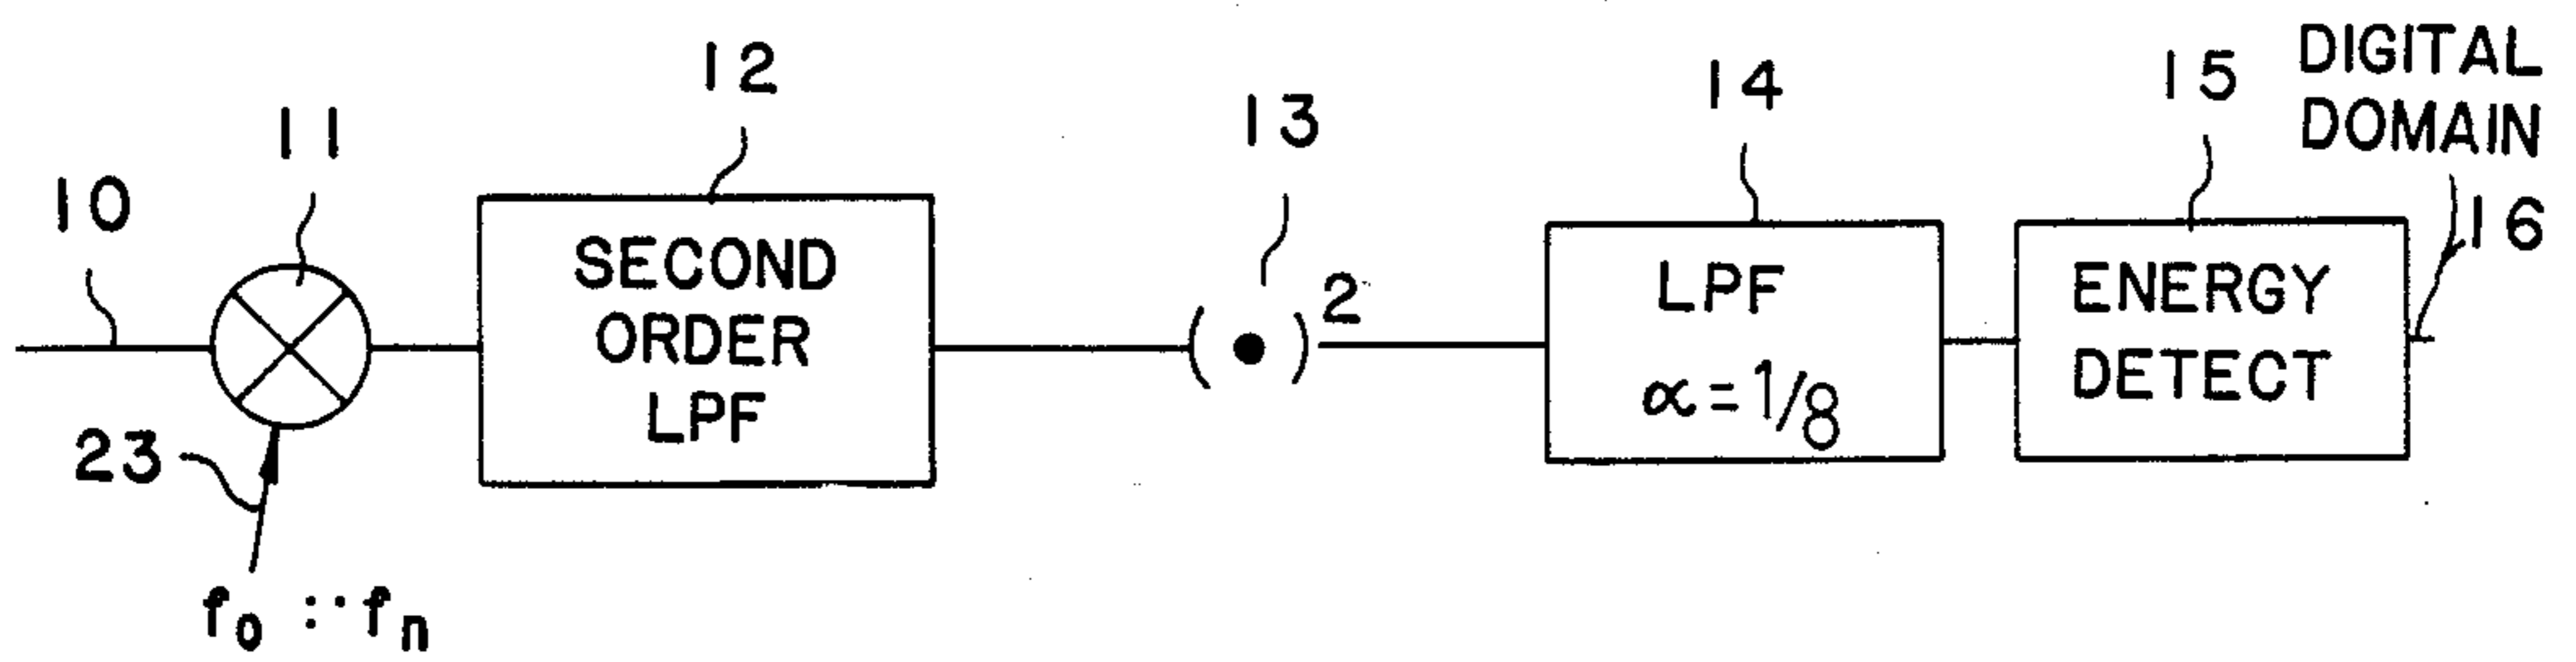 10
11
12
13
14
15
DIGITAL
DOMAIN
16
23
f₀ : · fₙ
SECOND
ORDER
LPF
( • )²
LPF
α = 1/8
ENERGY
DETECT